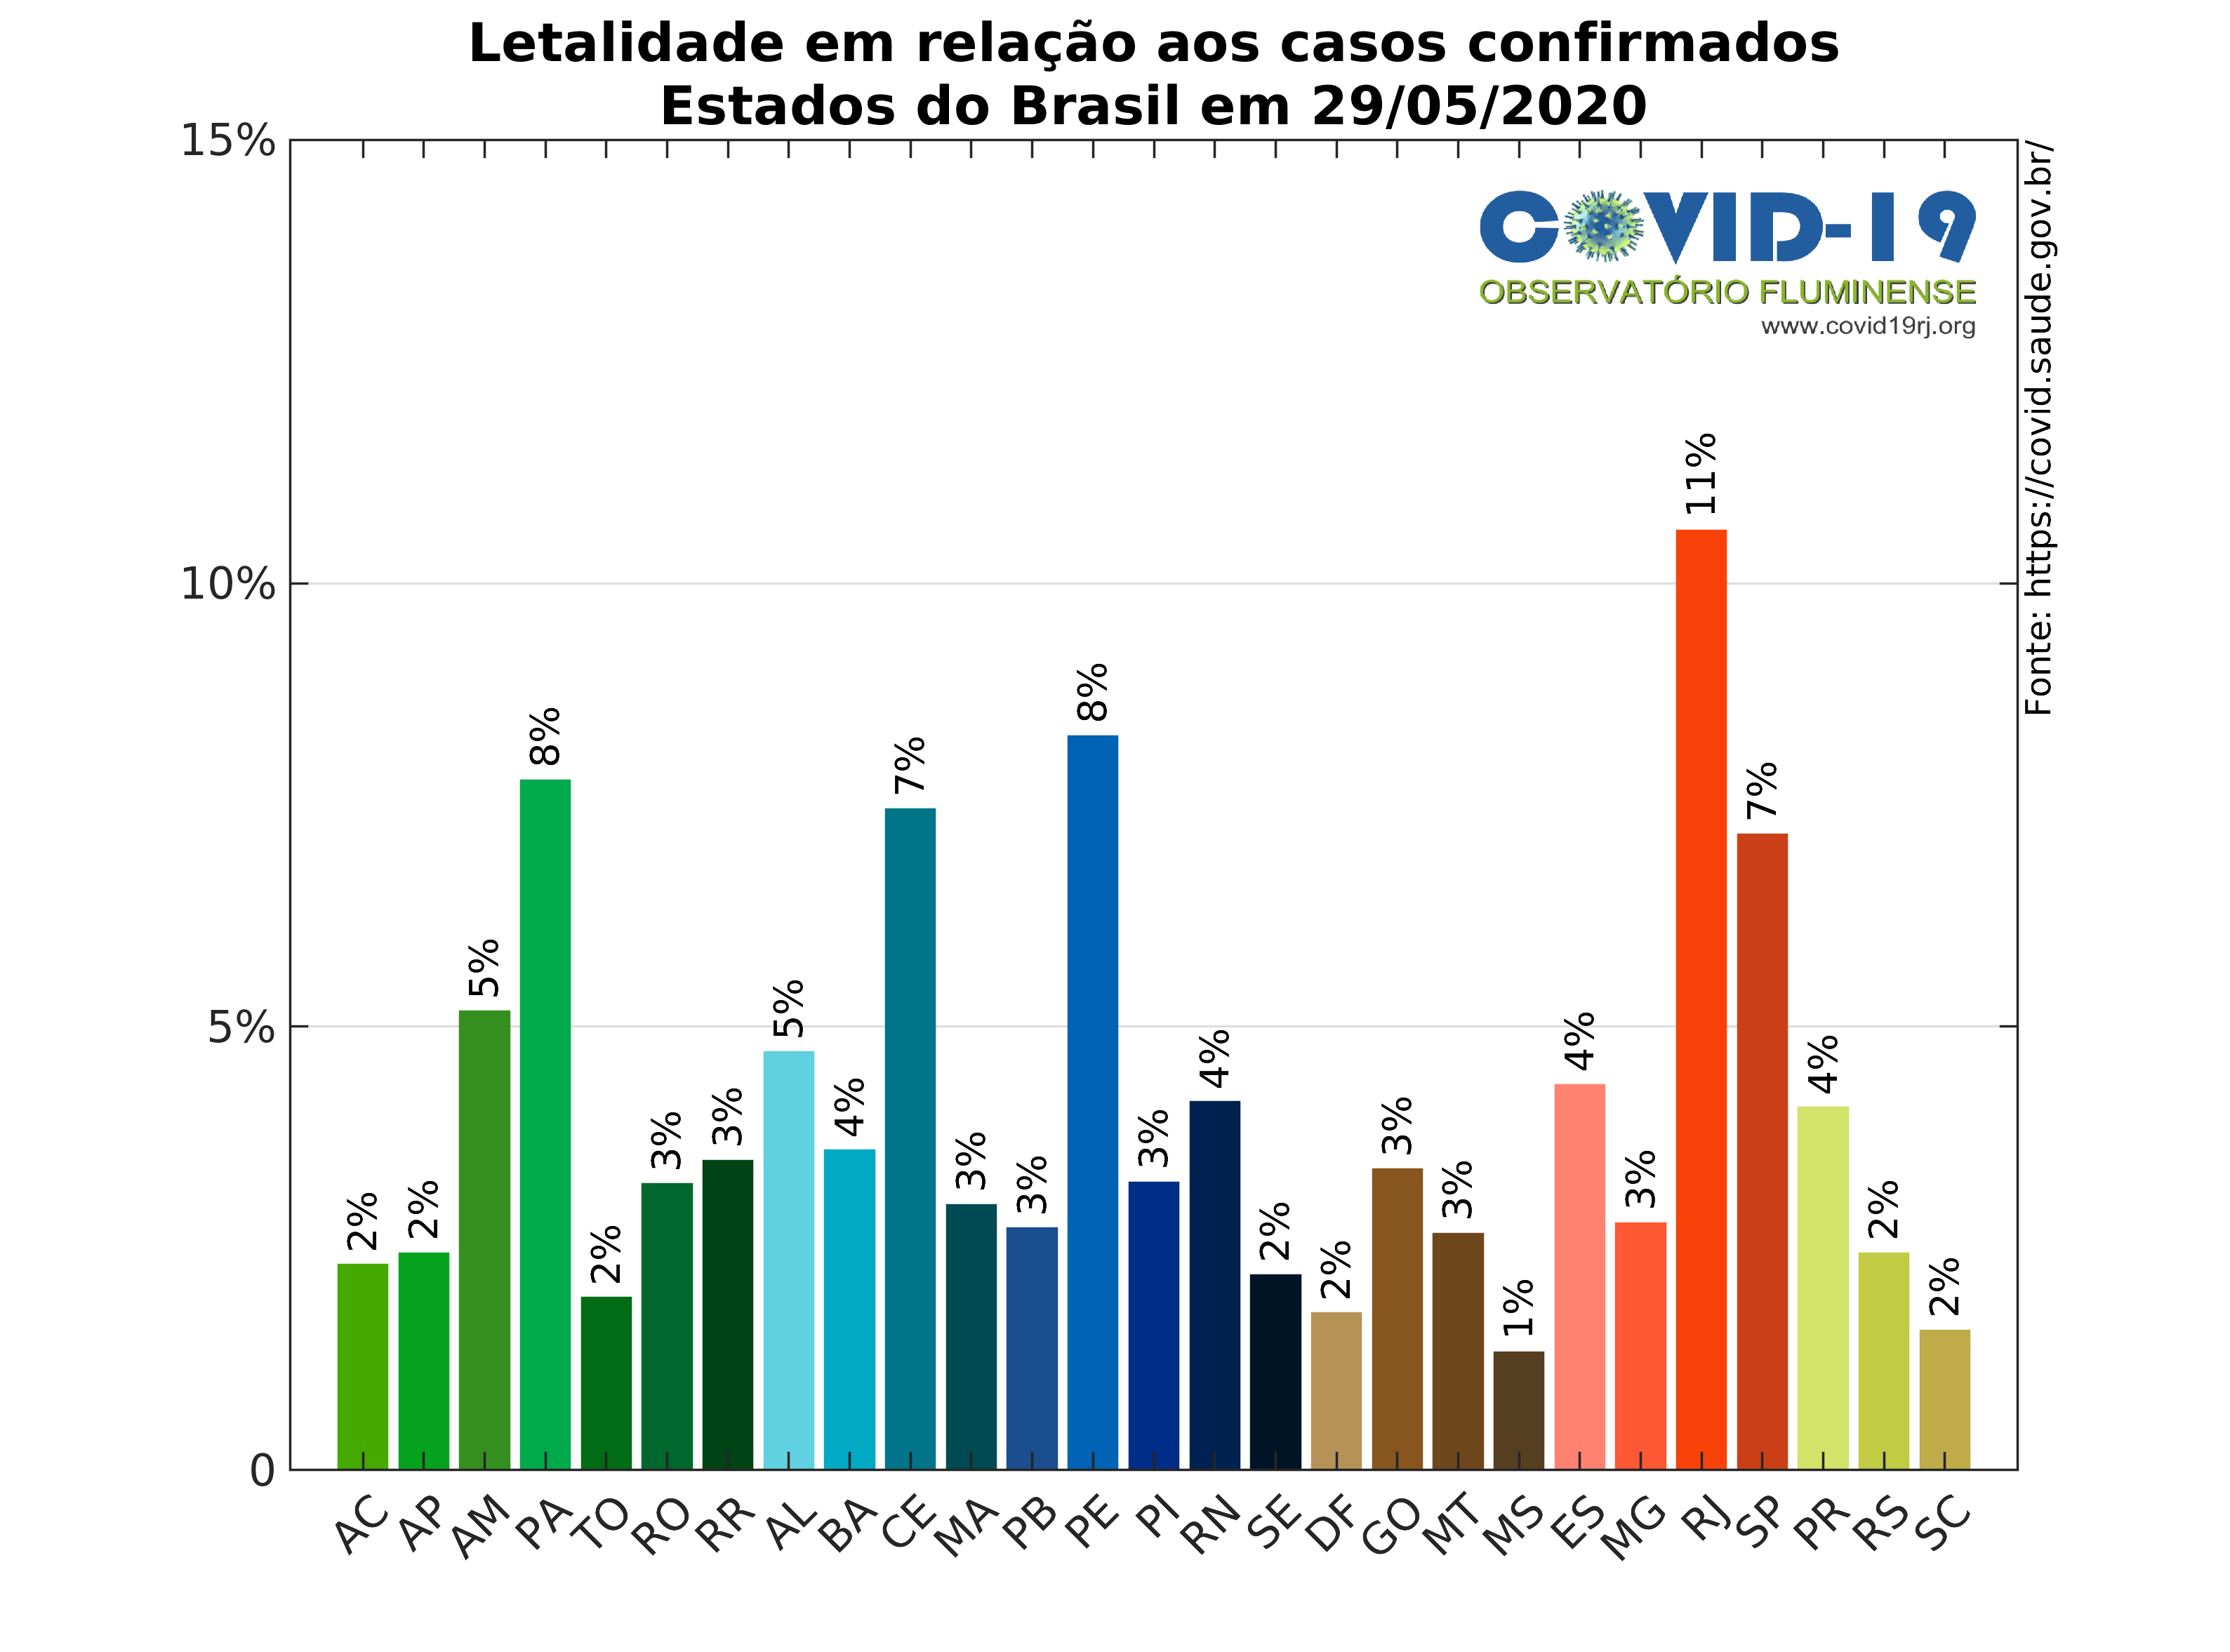 Letalidade em relação aos casos confirmados
Estados do Brasil em 29/05/2020
15%
10%
5%
0
COVID-19
OBSERVATÓRIO FLUMINENSE
www.covid19rj.org
Fonte: https://covid.saude.gov.br/
2%
2%
5%
8%
2%
3%
3%
5%
4%
7%
3%
3%
8%
3%
4%
2%
2%
3%
3%
1%
4%
3%
11%
7%
4%
2%
2%
AC
AP
AM
PA
TO
RO
RR
AL
BA
CE
MA
PB
PE
PI
RN
SE
DF
GO
MT
MS
ES
MG
RJ
SP
PR
RS
SC